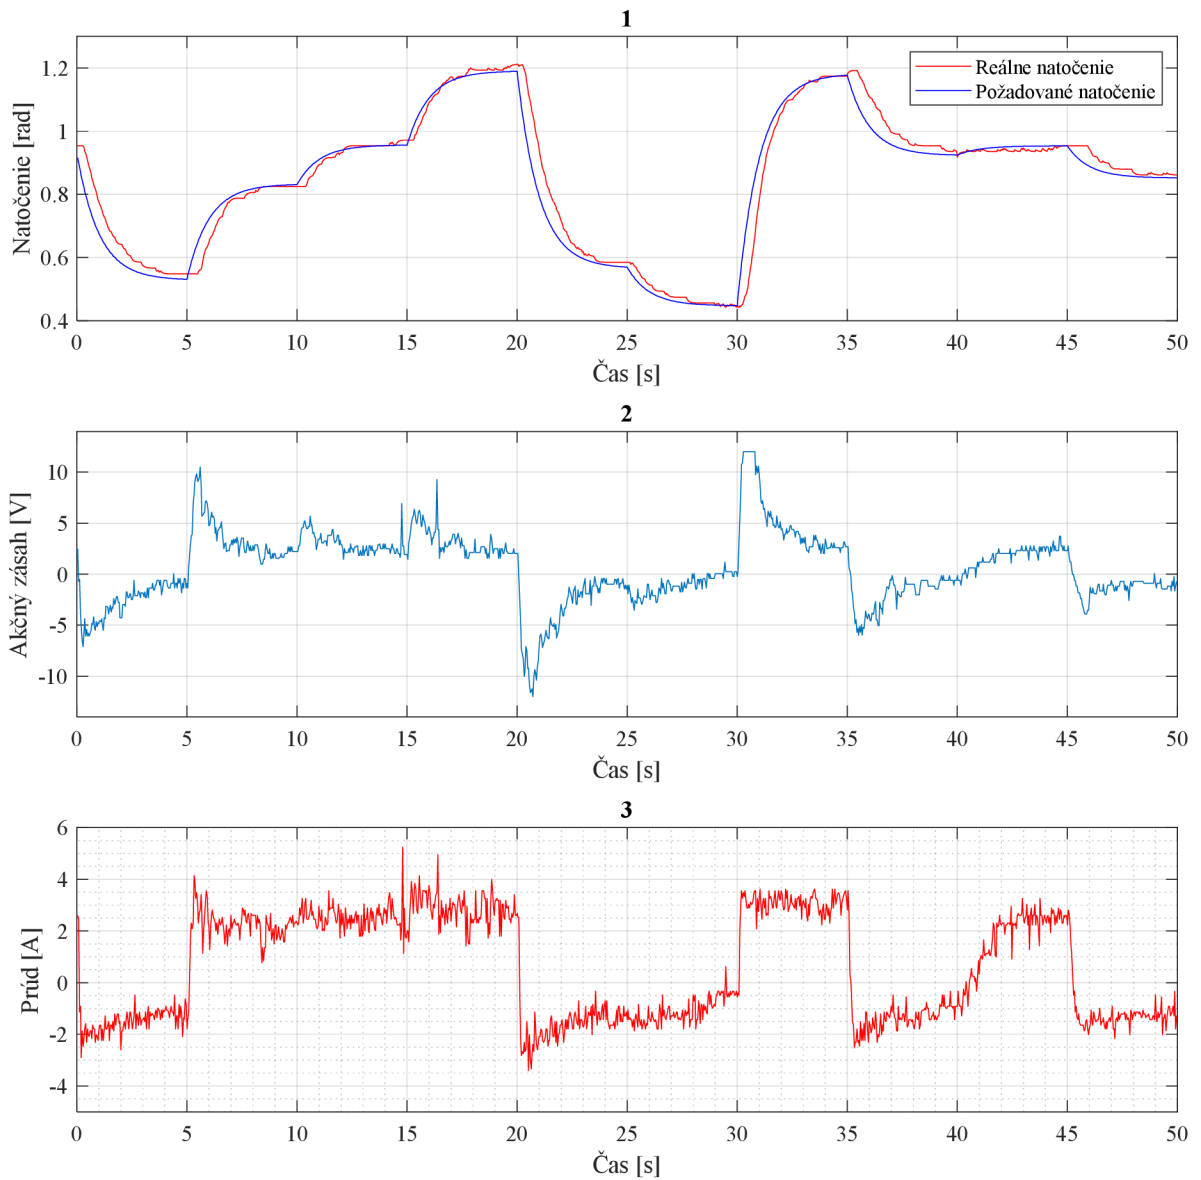 1
Natočenie [rad]
1.2
1
0.8
0.6
0.4
Reálne natočenie
Požadované natočenie
0 5 10 15 20 25 30 35 40 45 50
Čas [s]
2
Akčný zásah [V]
10
5
0
-5
-10
0 5 10 15 20 25 30 35 40 45 50
Čas [s]
3
Prúd [A]
6
4
2
0
-2
-4
0 5 10 15 20 25 30 35 40 45 50
Čas [s]